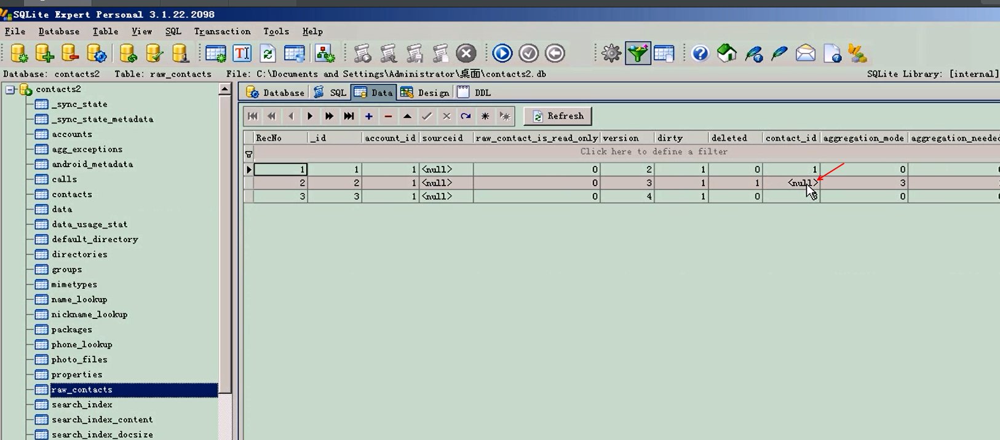 SQLite Expert Personal 3.1.22.2098
File Database Table View SQL Transaction Tools Help
Database: contacts2 Table: raw_contacts File: C:\Documents and Settings\Administrator\桌面\contacts2.db SQLite Library: [internal]
contacts2
_sync_state
_sync_state_metadata
accounts
agg_exceptions
android_metadata
calls
contacts
data
data_usage_stat
default_directory
directories
groups
mimetypes
name_lookup
nickname_lookup
packages
phone_lookup
photo_files
properties
raw_contacts
search_index
search_index_content
search_index_docsize
Database SQL Data Design DDL
Refresh
RecNo _id account_id sourceid raw_contact_is_read_only version dirty deleted contact_id aggregation_mode aggregation_neede
Click here to define a filter
1 1 1 <null> 0 2 1 0 1 0
2 2 1 <null> 0 3 1 1 <null> 3
3 3 1 <null> 0 4 1 0 0